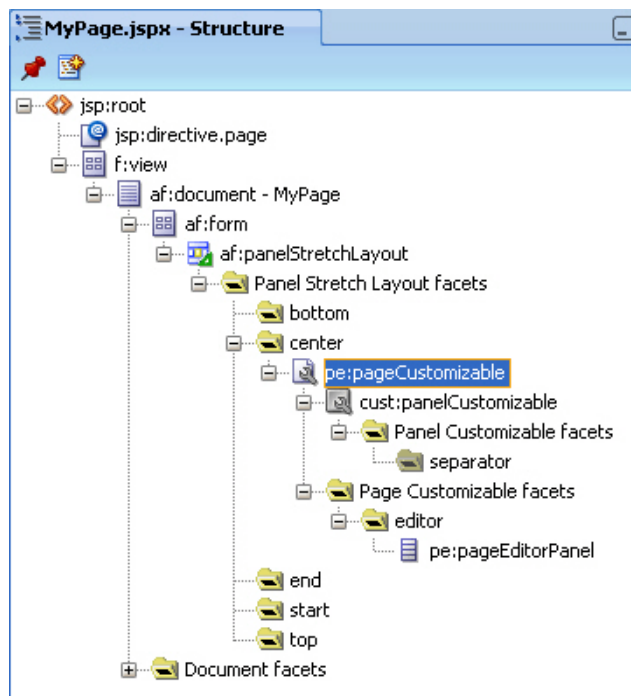 MyPage.jspx - Structure
jsp:root
jsp:directive.page
f:view
af:document - MyPage
af:form
af:panelStretchLayout
Panel Stretch Layout facets
bottom
center
pe:pageCustomizable
cust:panelCustomizable
Panel Customizable facets
separator
Page Customizable facets
editor
pe:pageEditorPanel
end
start
top
Document facets